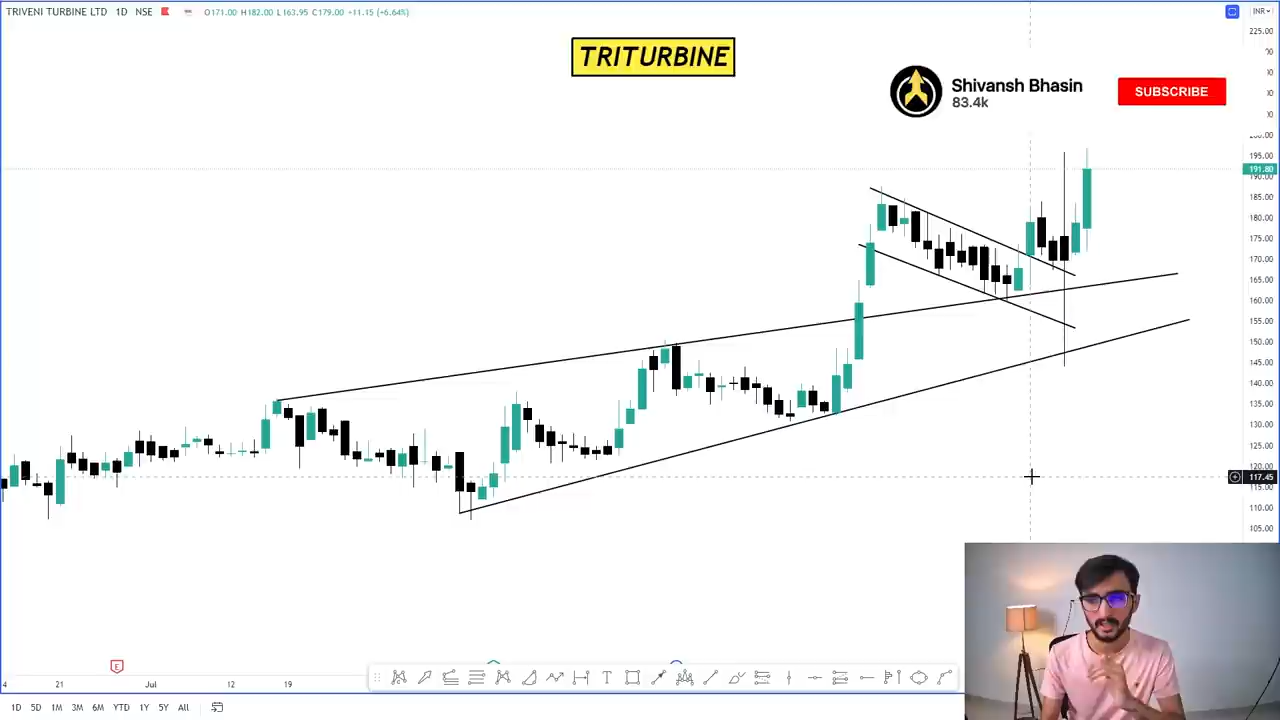 TRIVENI TURBINE LTD 1D NSE O171.00 H182.00 L163.95 C179.00 +11.15 (+6.64%)
INR
225.00
TRITURBINE
Shivansh Bhasin
83.4k
SUBSCRIBE
195.00
191.80
190.00
185.00
180.00
175.00
170.00
165.00
160.00
155.00
150.00
145.00
140.00
135.00
130.00
125.00
120.00
117.45
115.00
110.00
105.00
E
4 21 Jul 12 19
1D 5D 1M 3M 6M YTD 1Y 5Y All